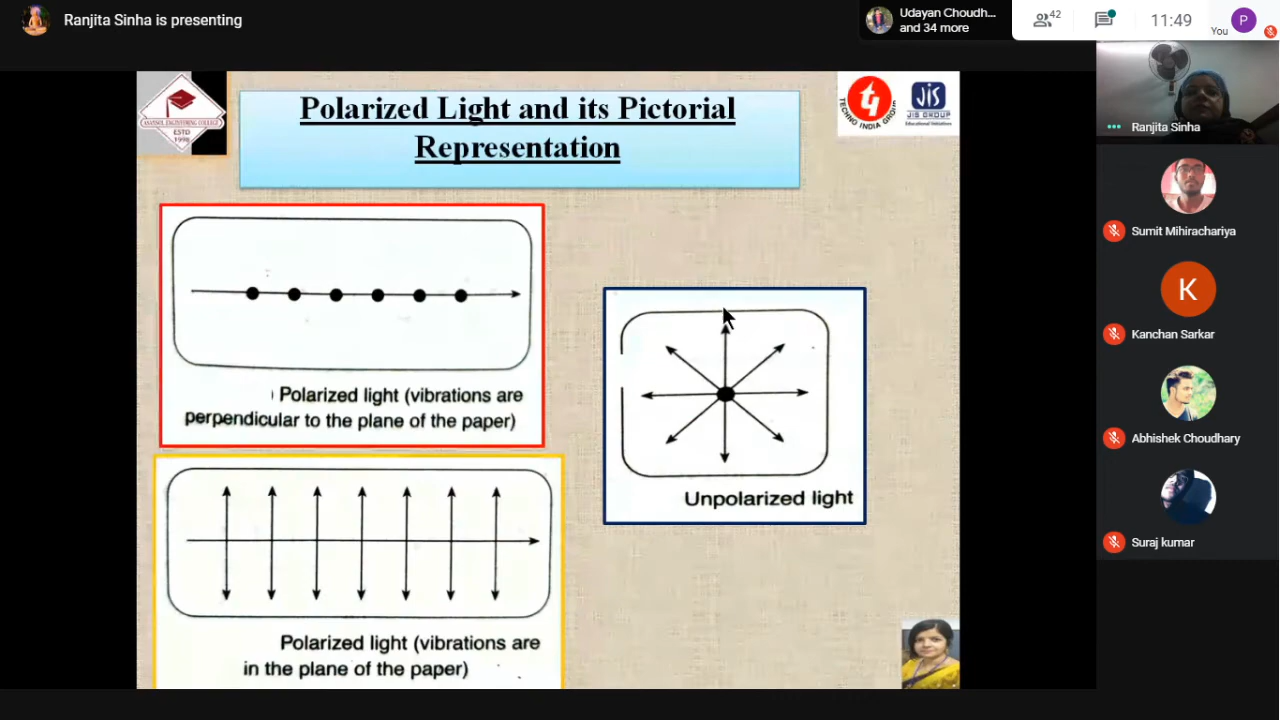 Ranjita Sinha is presenting
Udayan Choudh...
and 34 more
42
11:49
You
P
ASANSOL ENGINEERING COLLEGE
ESTD
1998
Polarized Light and its Pictorial
Representation
TECHNO INDIA GROUP
JIS
JIS GROUP
Educational Initiatives
Ranjita Sinha
Sumit Mihirachariya
K
Kanchan Sarkar
Abhishek Choudhary
Suraj kumar
Polarized light (vibrations are
perpendicular to the plane of the paper)
Unpolarized light
Polarized light (vibrations are
in the plane of the paper)